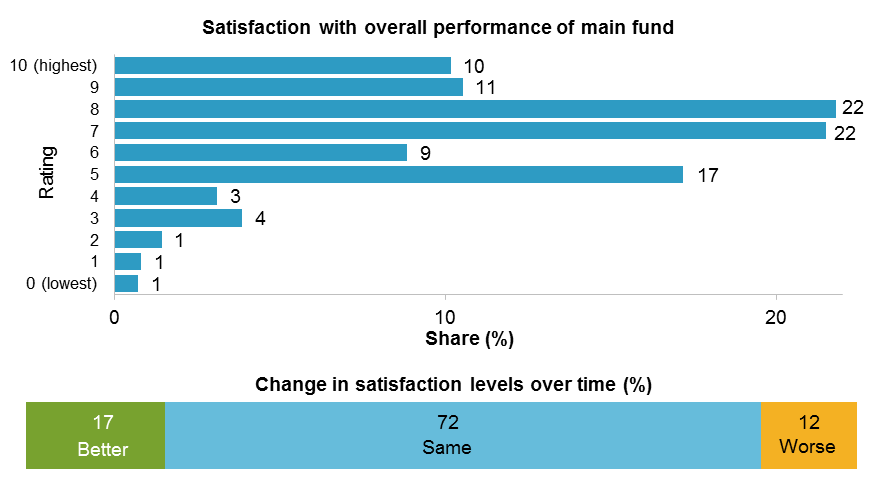 Satisfaction with overall performance of main fund
10 (highest) 10
9 11
8 22
7 22
6 9
5 17
4 3
3 4
2 1
1 1
0 (lowest) 1
Rating
0 10 20
Share (%)
Change in satisfaction levels over time (%)
17 72 12
Better Same Worse